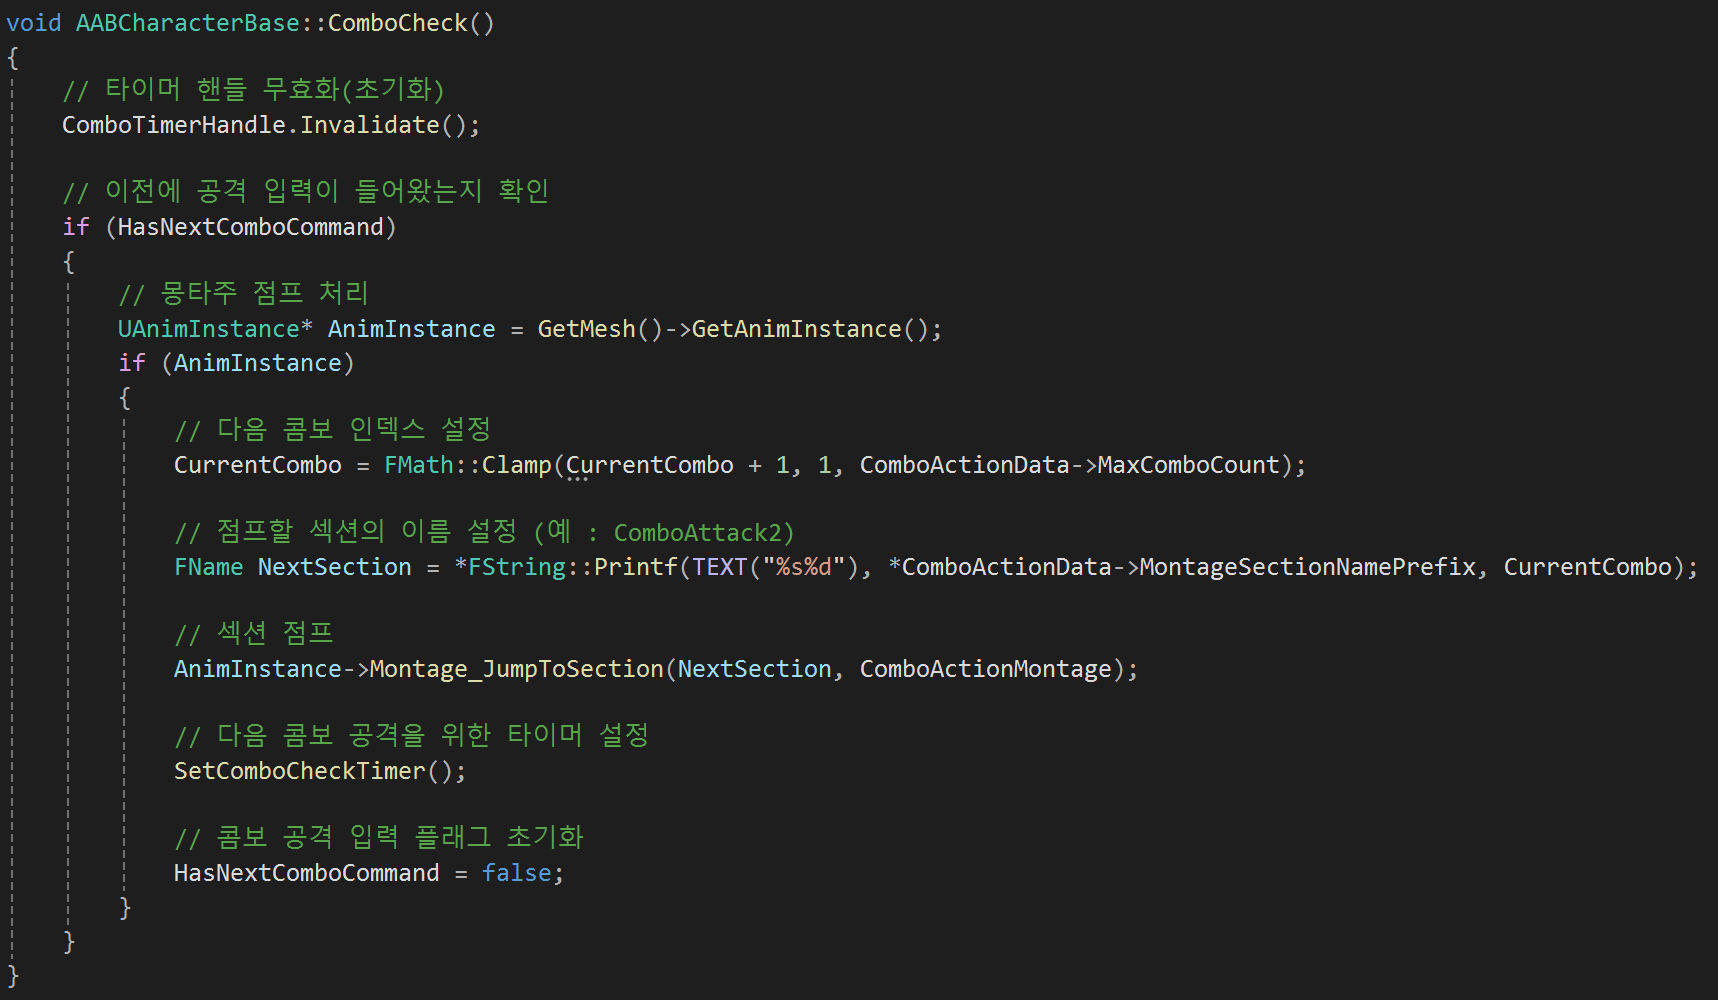 void AABCharacterBase::ComboCheck()
{
    // 타이머 핸들 무효화(초기화)
    ComboTimerHandle.Invalidate();

    // 이전에 공격 입력이 들어왔는지 확인
    if (HasNextComboCommand)
    {
        // 몽타주 점프 처리
        UAnimInstance* AnimInstance = GetMesh()->GetAnimInstance();
        if (AnimInstance)
        {
            // 다음 콤보 인덱스 설정
            CurrentCombo = FMath::Clamp(CurrentCombo + 1, 1, ComboActionData->MaxComboCount);

            // 점프할 섹션의 이름 설정 (예 : ComboAttack2)
            FName NextSection = *FString::Printf(TEXT("%s%d"), *ComboActionData->MontageSectionNamePrefix, CurrentCombo);

            // 섹션 점프
            AnimInstance->Montage_JumpToSection(NextSection, ComboActionMontage);

            // 다음 콤보 공격을 위한 타이머 설정
            SetComboCheckTimer();

            // 콤보 공격 입력 플래그 초기화
            HasNextComboCommand = false;
        }
    }
}